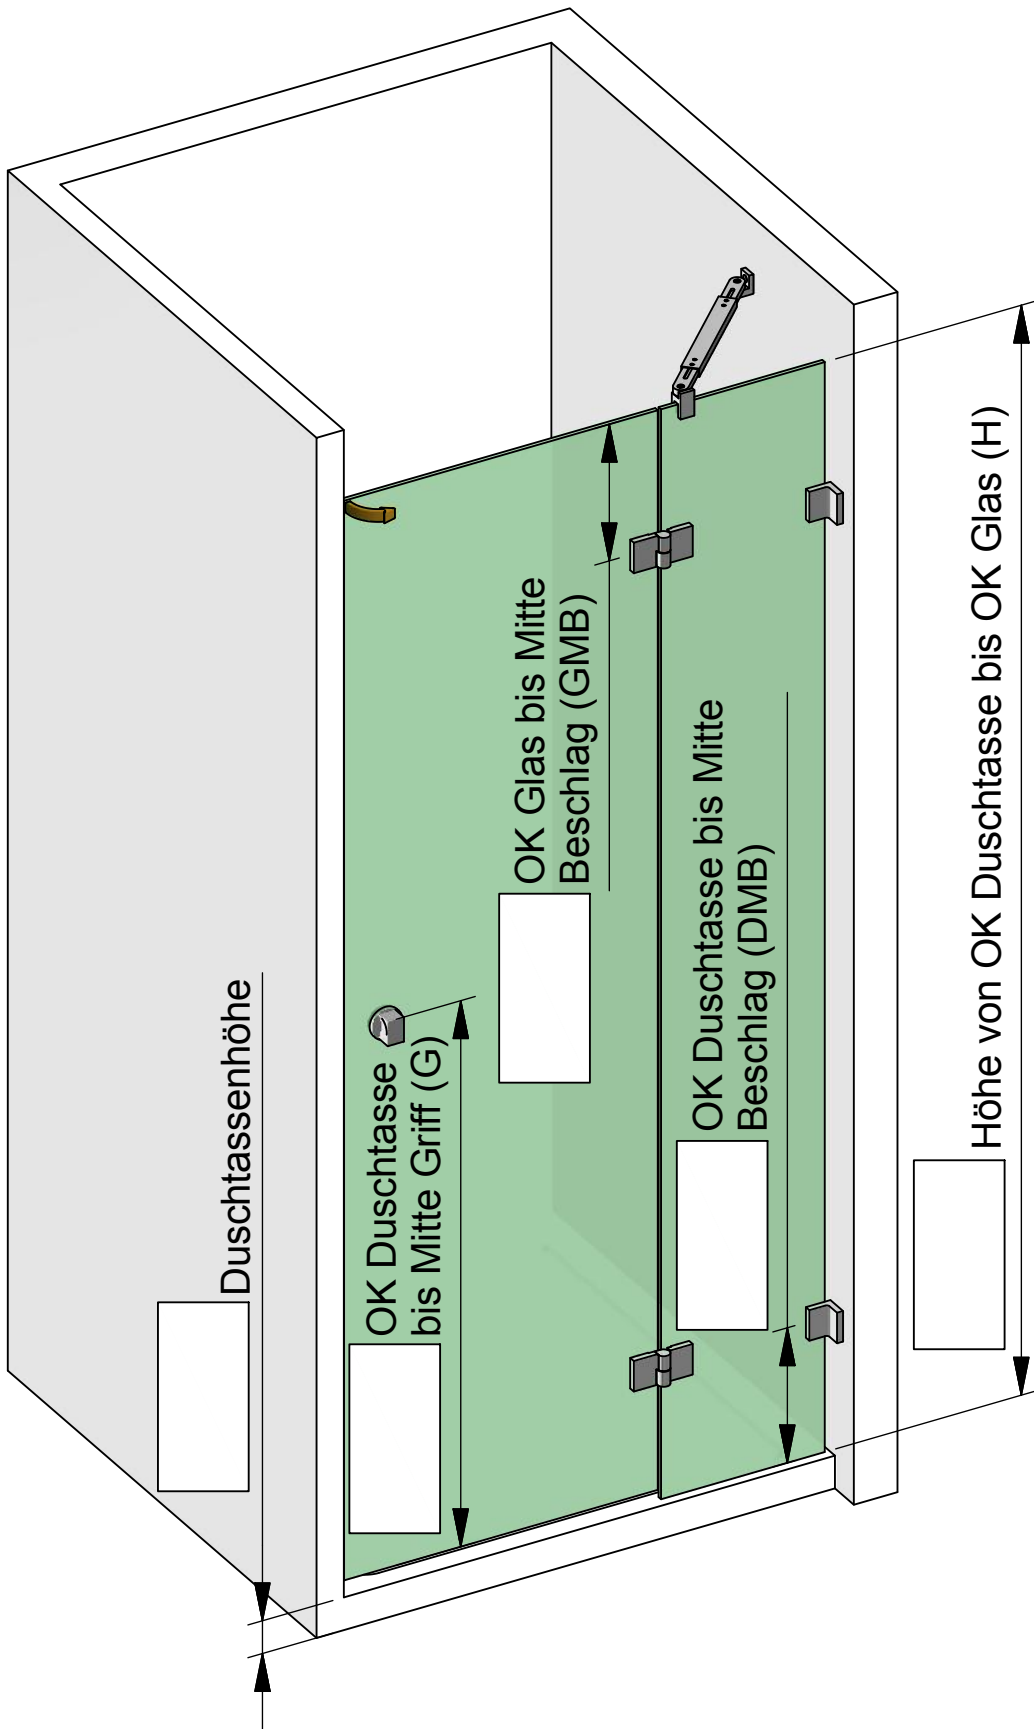 Duschtassenhöhe
OK Duschtasse
bis Mitte Griff (G)
OK Glas bis Mitte
Beschlag (GMB)
OK Duschtasse bis Mitte
Beschlag (DMB)
Höhe von OK Duschtasse bis OK Glas (H)